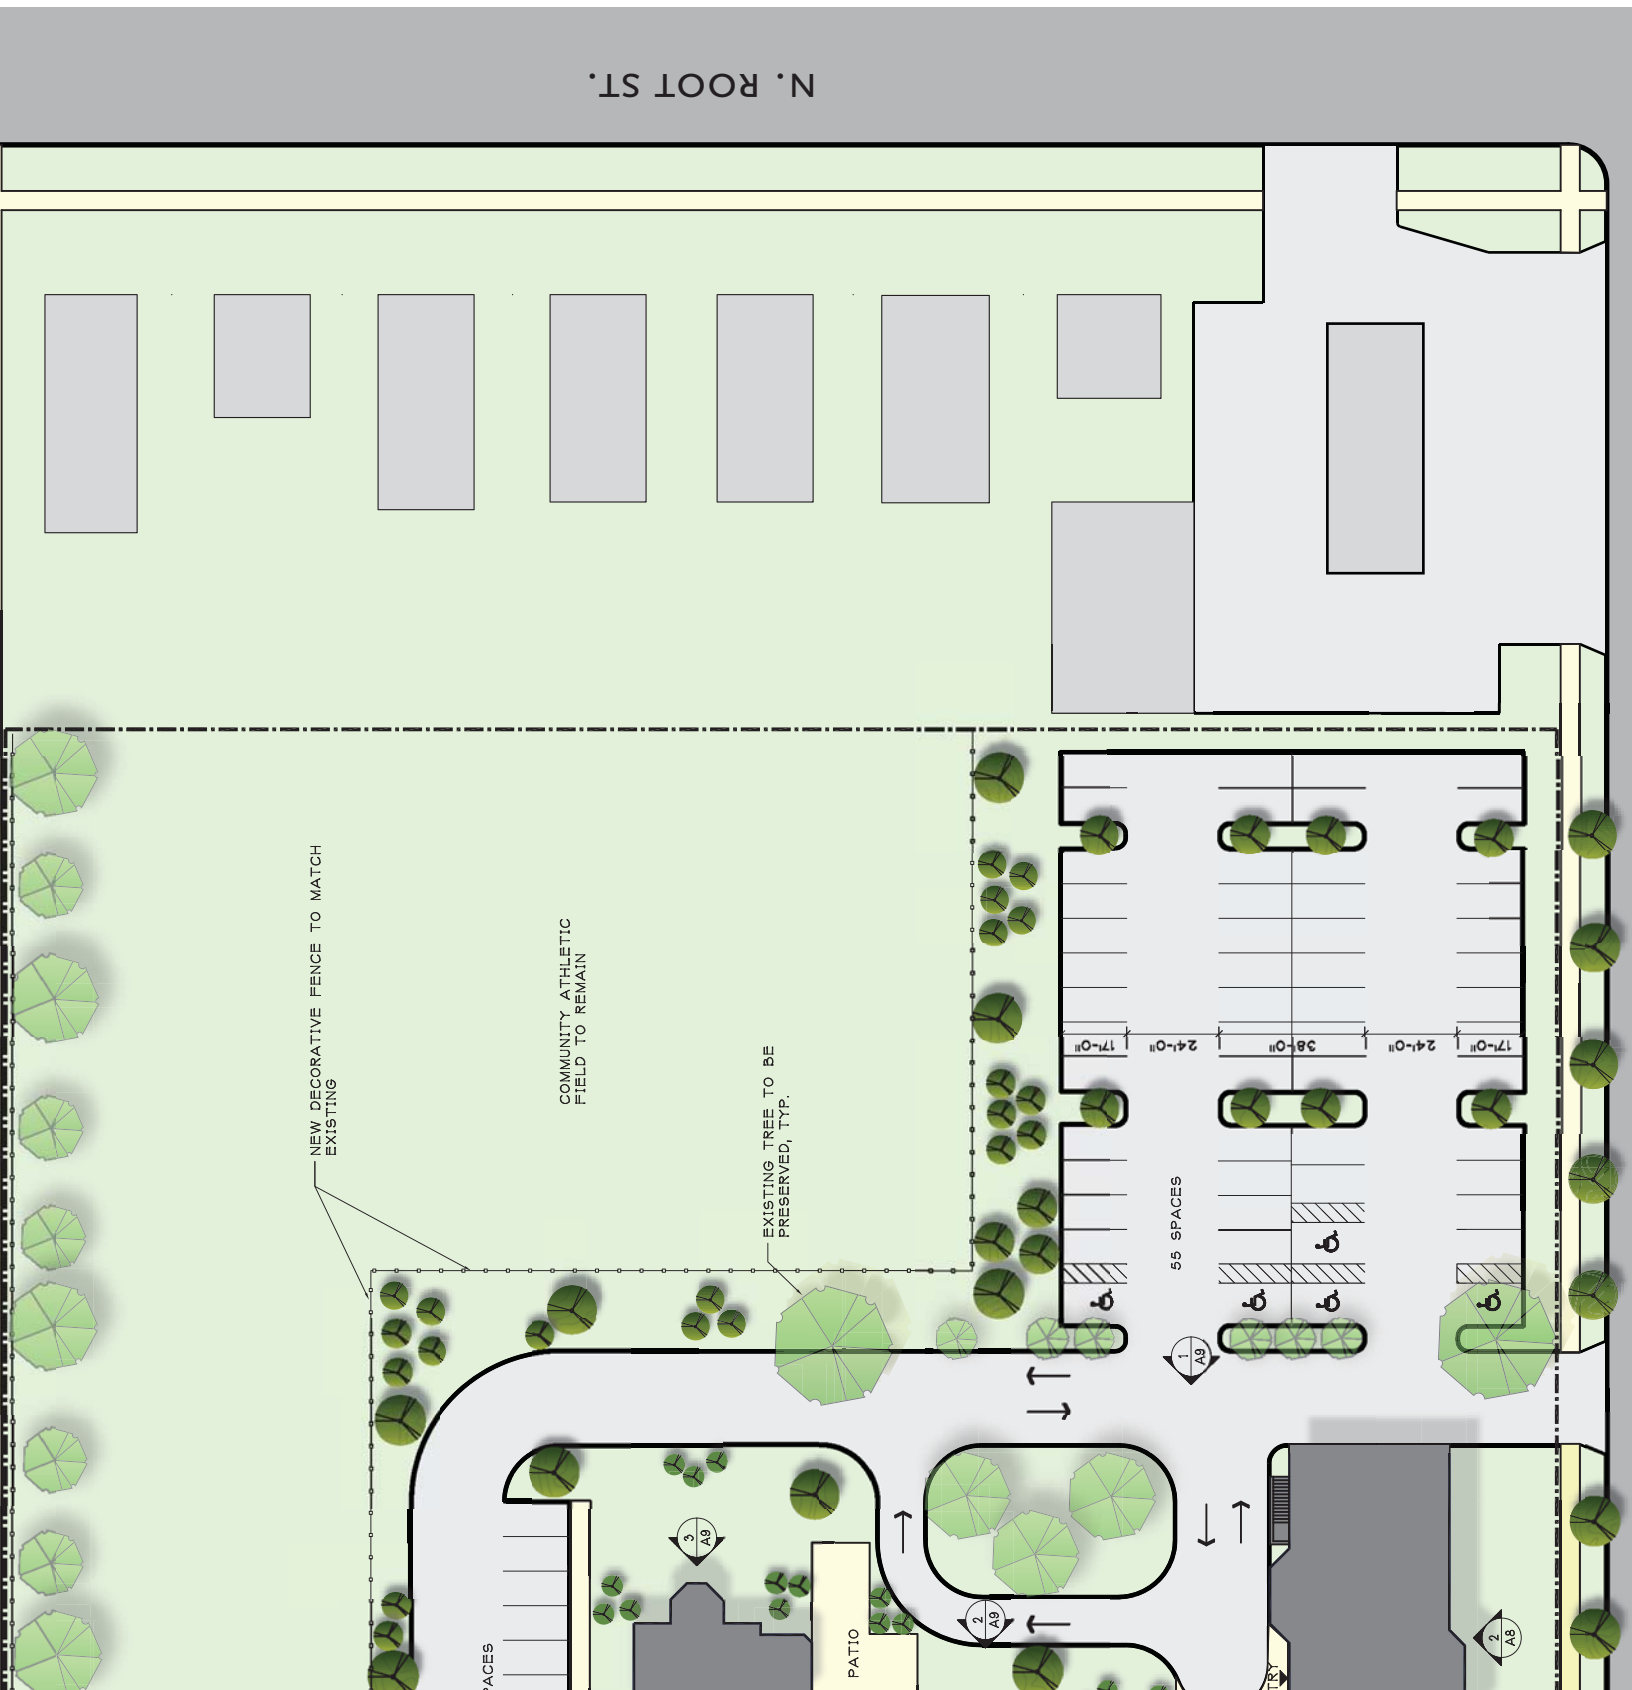 N. ROOT ST.
NEW DECORATIVE FENCE TO MATCH
EXISTING
COMMUNITY ATHLETIC
FIELD TO REMAIN
EXISTING TREE TO BE
PRESERVED, TYP.
17'-0"
24'-0"
38'-0"
24'-0"
17'-0"
55 SPACES
1
A9
3
A9
2
A9
2
A8
PATIO
PACES
TRY